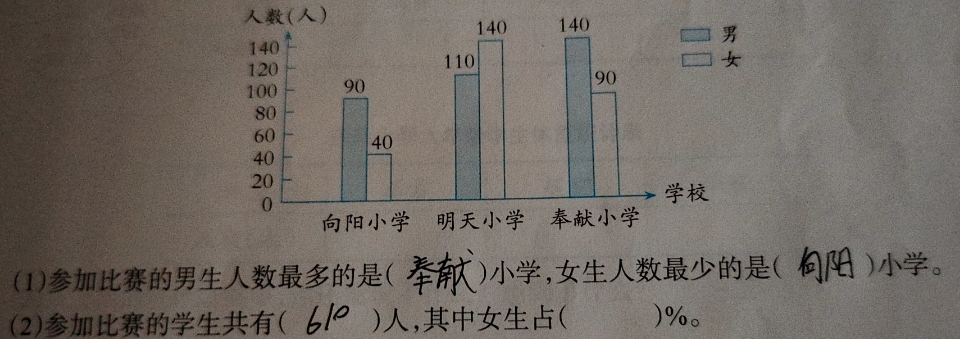 人数(人)
140
120
100
80
60
40
20
0
90
40
110
140
140
90
男
女
学校
向阳小学 明天小学 奉献小学
(1)参加比赛的男生人数最多的是( 奉献 )小学,女生人数最少的是( 向阳 )小学。
(2)参加比赛的学生共有( 610 )人,其中女生占( )%。